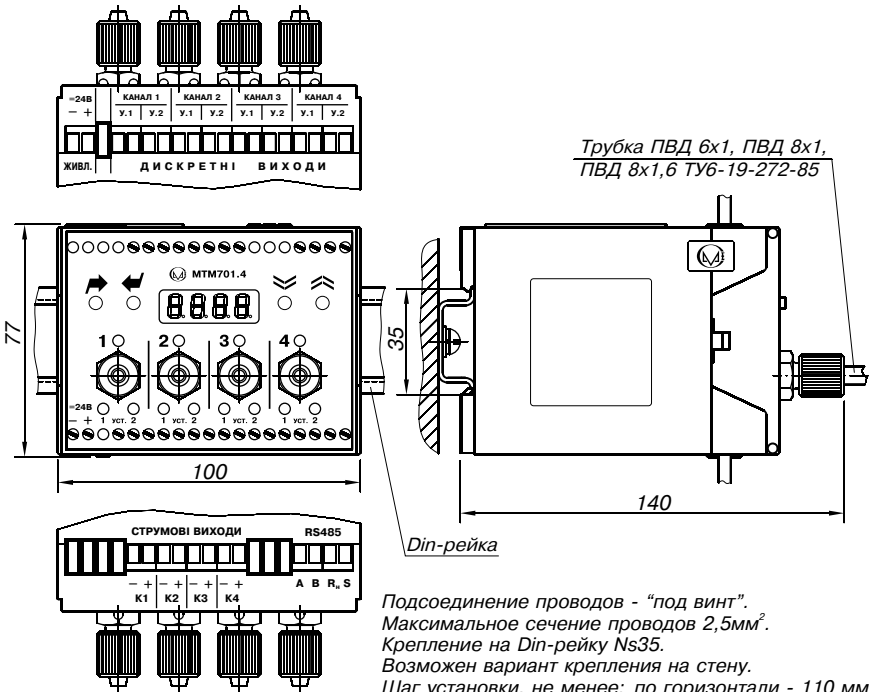 =24В
КАНАЛ 1 КАНАЛ 2 КАНАЛ 3 КАНАЛ 4
− + У.1 У.2 У.1 У.2 У.1 У.2 У.1 У.2
ЖИВЛ. ДИСКРЕТНІ ВИХОДИ
Трубка ПВД 6х1, ПВД 8х1,
ПВД 8х1,6 ТУ6-19-272-85
МТМ701.4
8.8.8.8.
1 2 3 4
=24В
− + 1 УСТ. 2 1 УСТ. 2 1 УСТ. 2 1 УСТ. 2
77
35
100
140
Din-рейка
СТРУМОВІ ВИХОДИ RS485
− + − + − + − + A B Rн S
К1 К2 К3 К4
Подсоединение проводов - “под винт”.
Максимальное сечение проводов 2,5мм².
Крепление на Din-рейку Ns35.
Возможен вариант крепления на стену.
Шаг установки, не менее: по горизонтали - 110 мм